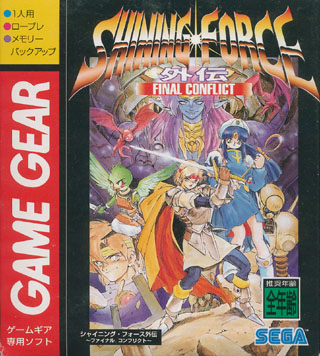 ●1人用
●ロープレ
●メモリー
バックアップ
GAME GEAR
ゲームギア
専用ソフト
SHINING FORCE
外伝
FINAL CONFLICT
推奨年齢
全年齢
シャイニング・フォース外伝
～ファイナル コンフリクト～
SEGA